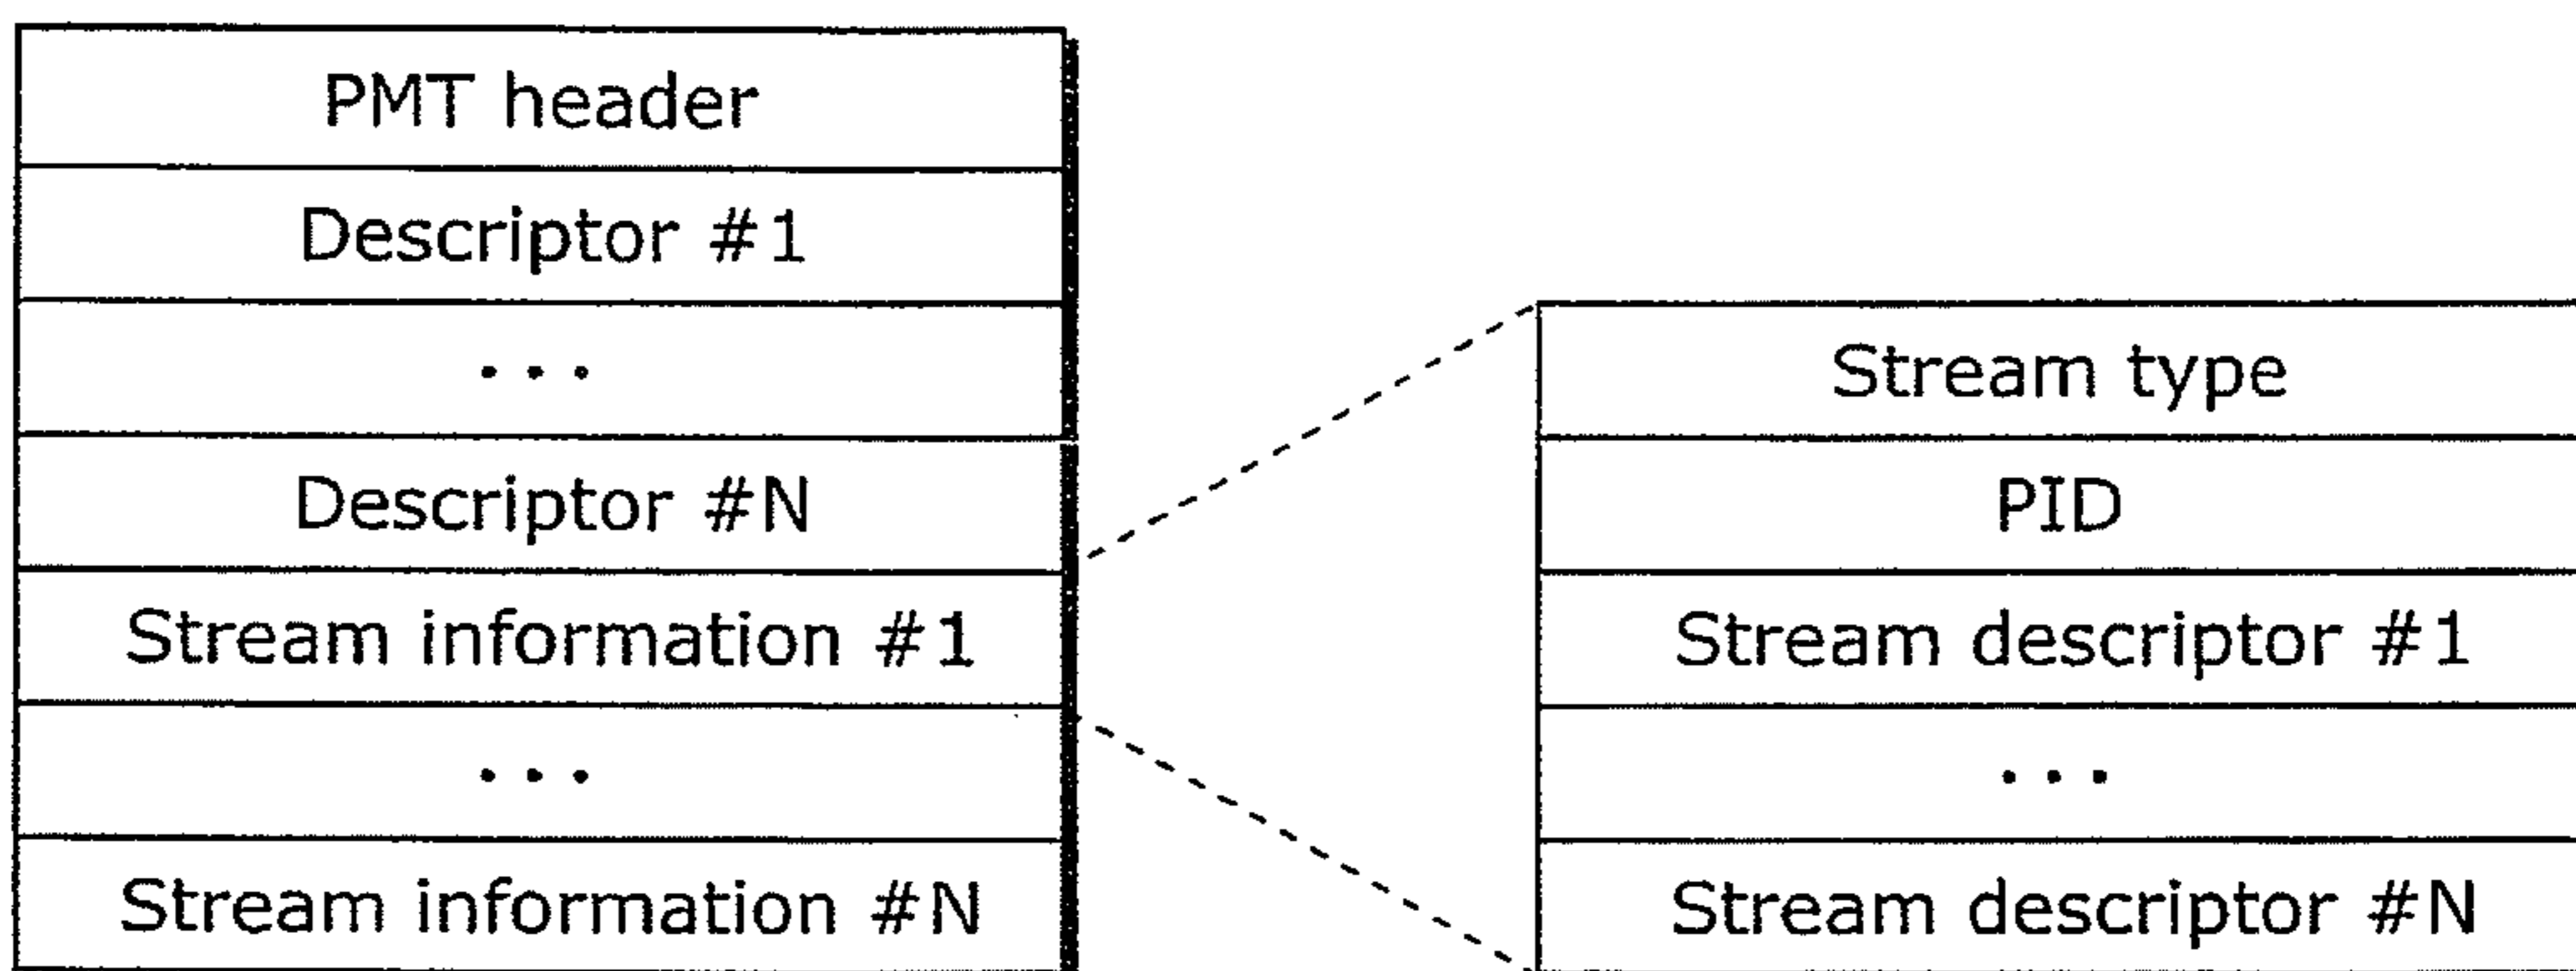 PMT header
Descriptor #1
...
Descriptor #N
Stream information #1
...
Stream information #N
Stream type
PID
Stream descriptor #1
...
Stream descriptor #N